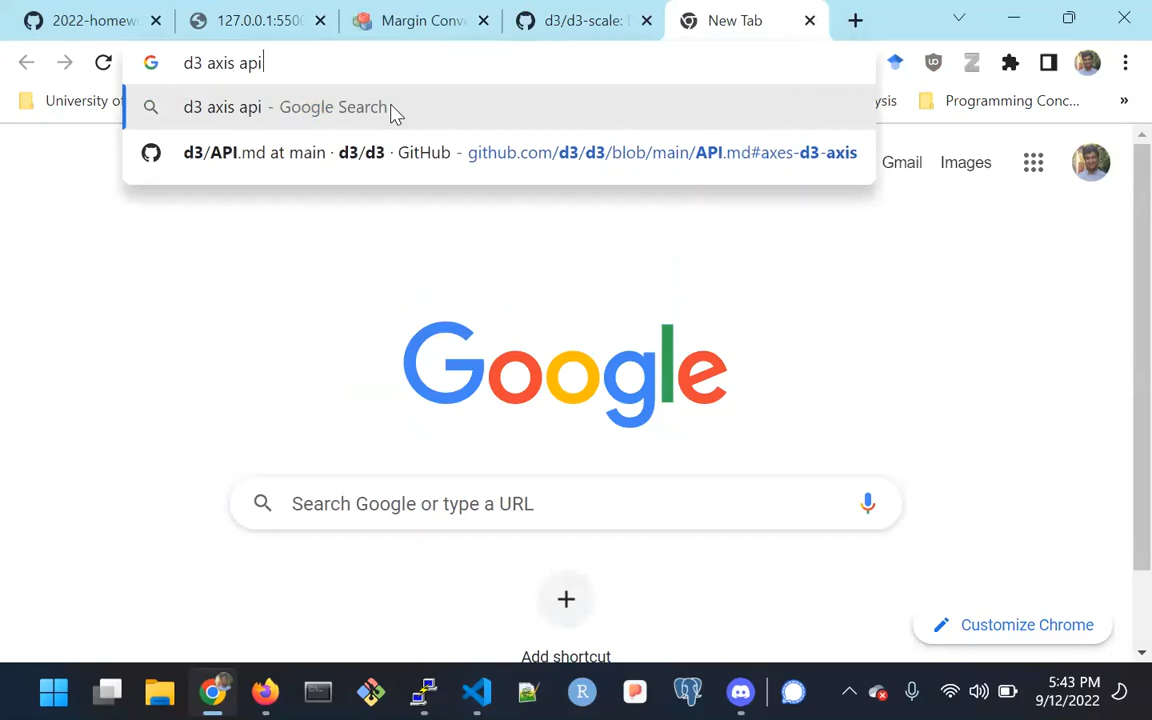 2022-homew
127.0.0.1:5500
Margin Conv
d3/d3-scale:
New Tab
d3 axis api
University of
ysis
Programming Conc...
»
d3 axis api - Google Search
d3/API.md at main · d3/d3 · GitHub - github.com/d3/d3/blob/main/API.md#axes-d3-axis
Gmail
Images
Google
Search Google or type a URL
Add shortcut
Customize Chrome
5:43 PM
9/12/2022